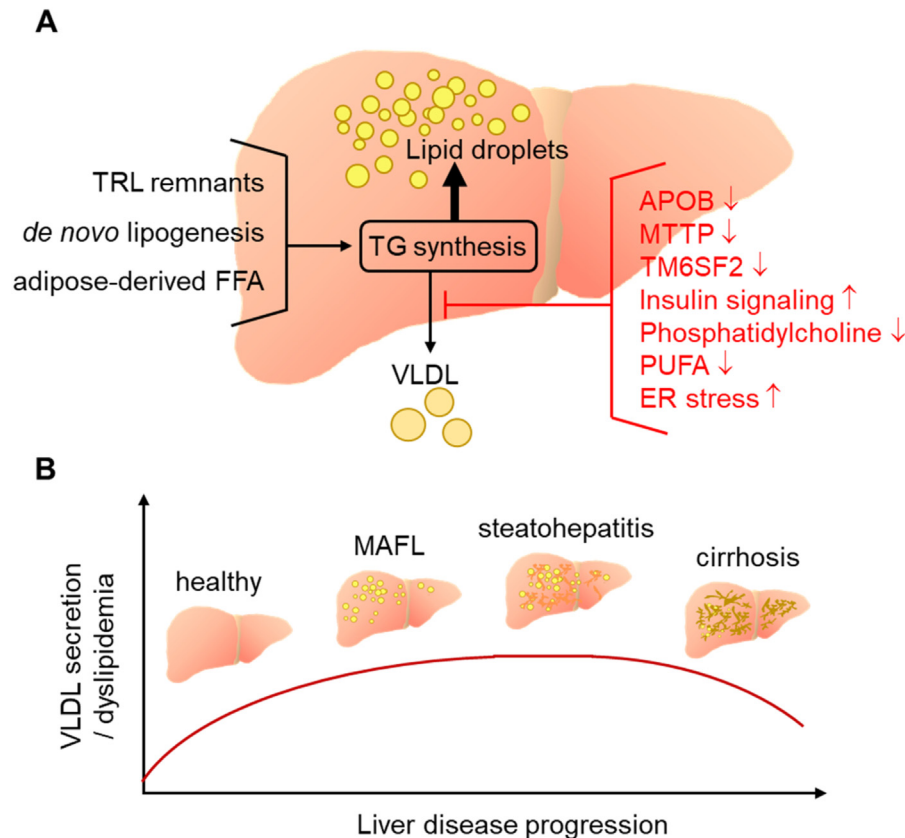 A
Lipid droplets
TRL remnants
de novo lipogenesis
adipose-derived FFA
TG synthesis
VLDL
APOB ↓
MTTP ↓
TM6SF2 ↓
Insulin signaling ↑
Phosphatidylcholine ↓
PUFA ↓
ER stress ↑
B
VLDL secretion
/ dyslipidemia
healthy
MAFL
steatohepatitis
cirrhosis
Liver disease progression